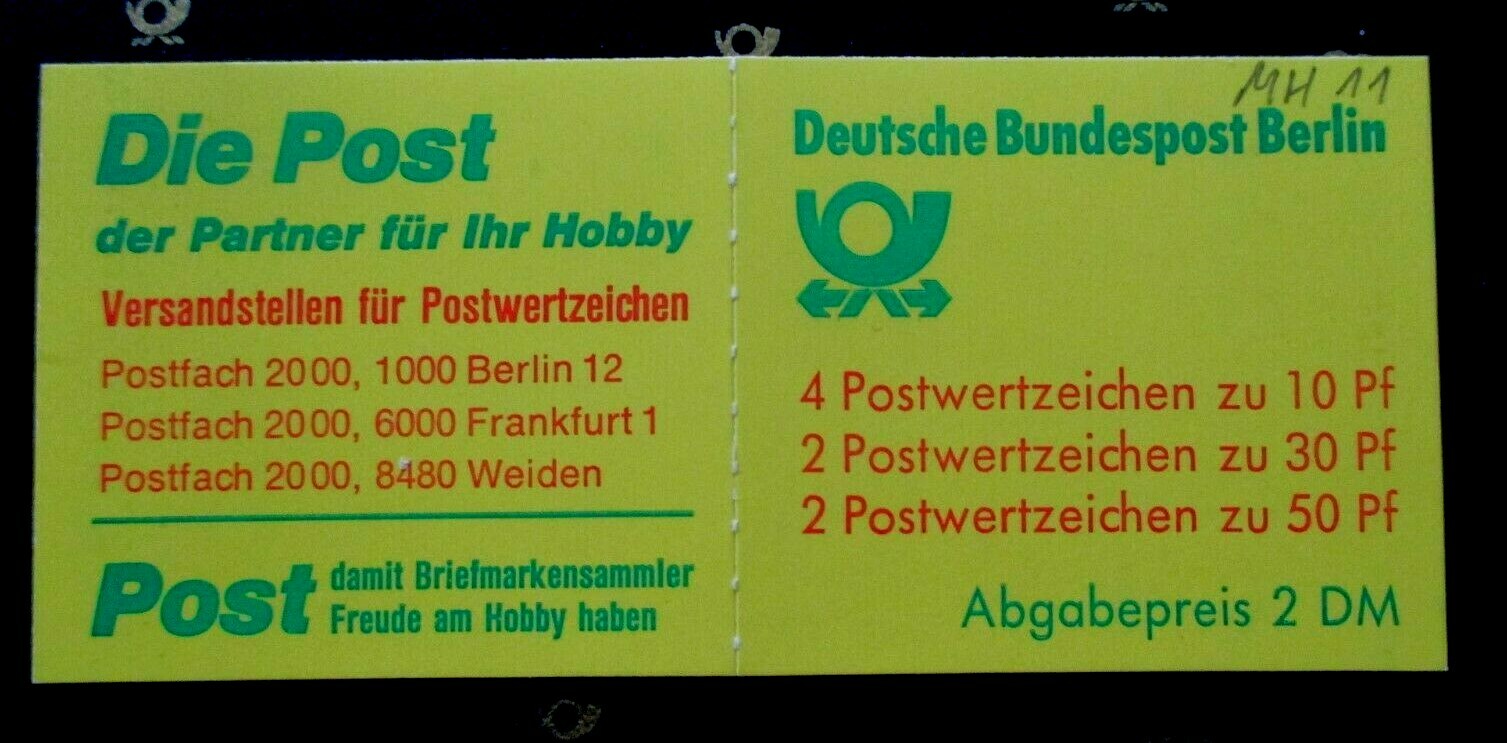 Die Post
der Partner für Ihr Hobby
Versandstellen für Postwertzeichen
Postfach 2000, 1000 Berlin 12
Postfach 2000, 6000 Frankfurt 1
Postfach 2000, 8480 Weiden
Post damit Briefmarkensammler
Freude am Hobby haben
MH 11
Deutsche Bundespost Berlin
4 Postwertzeichen zu 10 Pf
2 Postwertzeichen zu 30 Pf
2 Postwertzeichen zu 50 Pf
Abgabepreis 2 DM